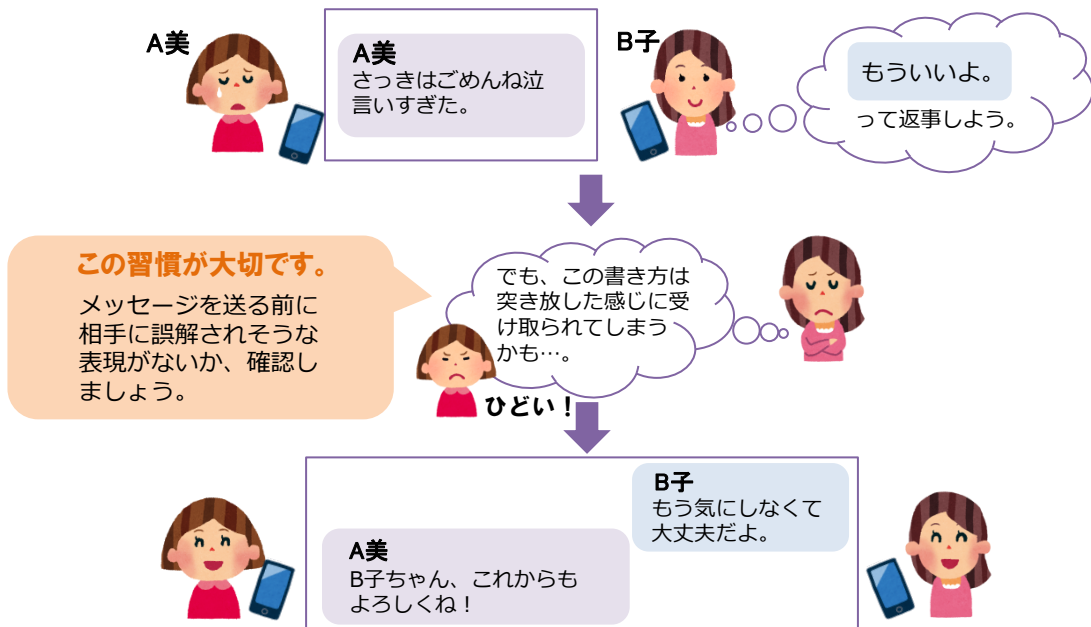 A美
A美
さっきはごめんね泣
言いすぎた。
B子
もういいよ。
って返事しよう。
この習慣が大切です。
メッセージを送る前に
相手に誤解されそうな
表現がないか、確認し
ましょう。
でも、この書き方は
突き放した感じに受
け取られてしまう
かも…。
ひどい！
B子
もう気にしなくて
大丈夫だよ。
A美
B子ちゃん、これからも
よろしくね！